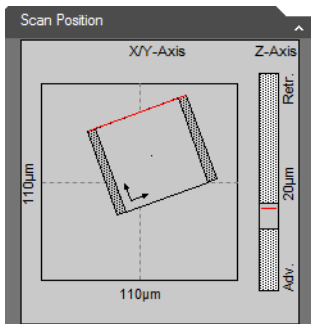 Scan Position
X/Y-Axis
Z-Axis
Retr.
110µm
20µm
Adv.
110µm